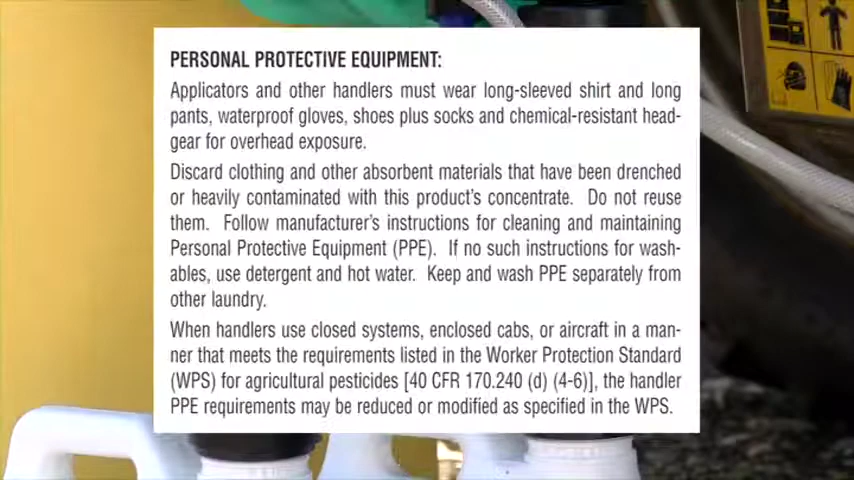 PERSONAL PROTECTIVE EQUIPMENT:
Applicators and other handlers must wear long-sleeved shirt and long
pants, waterproof gloves, shoes plus socks and chemical-resistant head-
gear for overhead exposure.
Discard clothing and other absorbent materials that have been drenched
or heavily contaminated with this product's concentrate. Do not reuse
them. Follow manufacturer's instructions for cleaning and maintaining
Personal Protective Equipment (PPE). If no such instructions for wash-
ables, use detergent and hot water. Keep and wash PPE separately from
other laundry.
When handlers use closed systems, enclosed cabs, or aircraft in a man-
ner that meets the requirements listed in the Worker Protection Standard
(WPS) for agricultural pesticides [40 CFR 170.240 (d) (4-6)], the handler
PPE requirements may be reduced or modified as specified in the WPS.